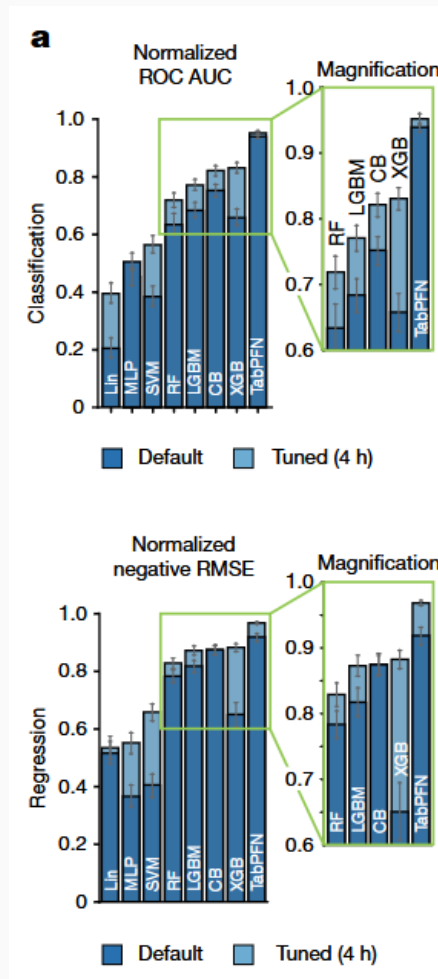 a
Normalized
ROC AUC
Magnification
Classification
1.0
0.8
0.6
0.4
0.2
0
Lin
MLP
SVM
RF
LGBM
CB
XGB
TabPFN
1.0
0.9
0.8
0.7
0.6
RF
LGBM
CB
XGB
TabPFN
Default
Tuned (4 h)
Normalized
negative RMSE
Magnification
Regression
1.0
0.8
0.6
0.4
0.2
0
Lin
MLP
SVM
RF
LGBM
CB
XGB
TabPFN
1.0
0.9
0.8
0.7
0.6
RF
LGBM
CB
XGB
TabPFN
Default
Tuned (4 h)